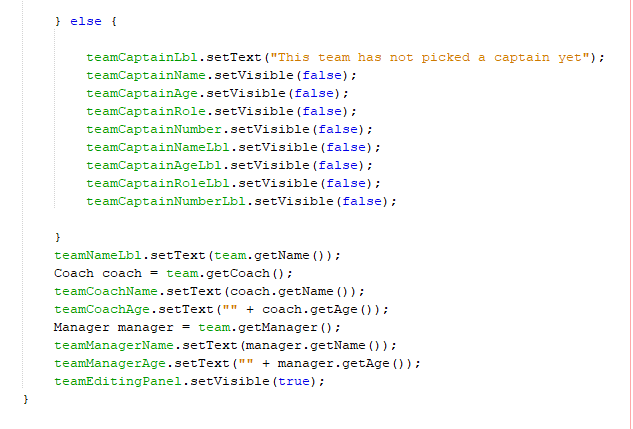 } else {
teamCaptainLbl.setText("This team has not picked a captain yet");
teamCaptainName.setVisible(false);
teamCaptainAge.setVisible(false);
teamCaptainRole.setVisible(false);
teamCaptainNumber.setVisible(false);
teamCaptainNameLbl.setVisible(false);
teamCaptainAgeLbl.setVisible(false);
teamCaptainRoleLbl.setVisible(false);
teamCaptainNumberLbl.setVisible(false);
}
teamNameLbl.setText(team.getName());
Coach coach = team.getCoach();
teamCoachName.setText(coach.getName());
teamCoachAge.setText("" + coach.getAge());
Manager manager = team.getManager();
teamManagerName.setText(manager.getName());
teamManagerAge.setText("" + manager.getAge());
teamEditingPanel.setVisible(true);
}